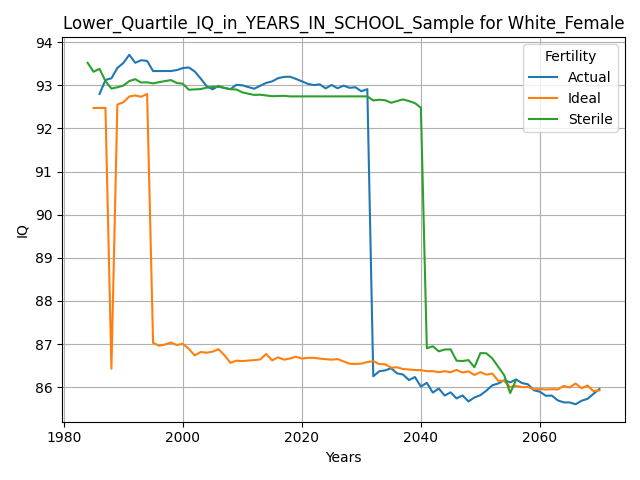 Lower_Quartile_IQ_in_YEARS_IN_SCHOOL_Sample for White_Female
Fertility
Actual
Ideal
Sterile
94
93
92
91
90
89
88
87
86
IQ
1980
2000
2020
2040
2060
Years